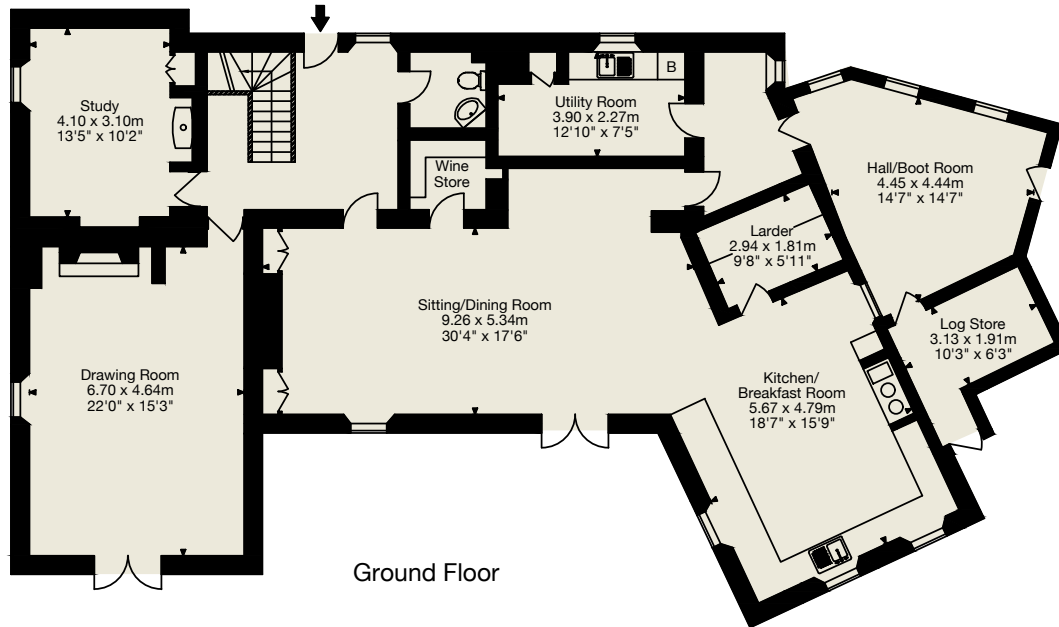 Study
4.10 x 3.10m
13'5" x 10'2"
Utility Room
3.90 x 2.27m
12'10" x 7'5"
B
Wine
Store
Hall/Boot Room
4.45 x 4.44m
14'7" x 14'7"
Larder
2.94 x 1.81m
9'8" x 5'11"
Sitting/Dining Room
9.26 x 5.34m
30'4" x 17'6"
Log Store
3.13 x 1.91m
10'3" x 6'3"
Drawing Room
6.70 x 4.64m
22'0" x 15'3"
Kitchen/
Breakfast Room
5.67 x 4.79m
18'7" x 15'9"
Ground Floor